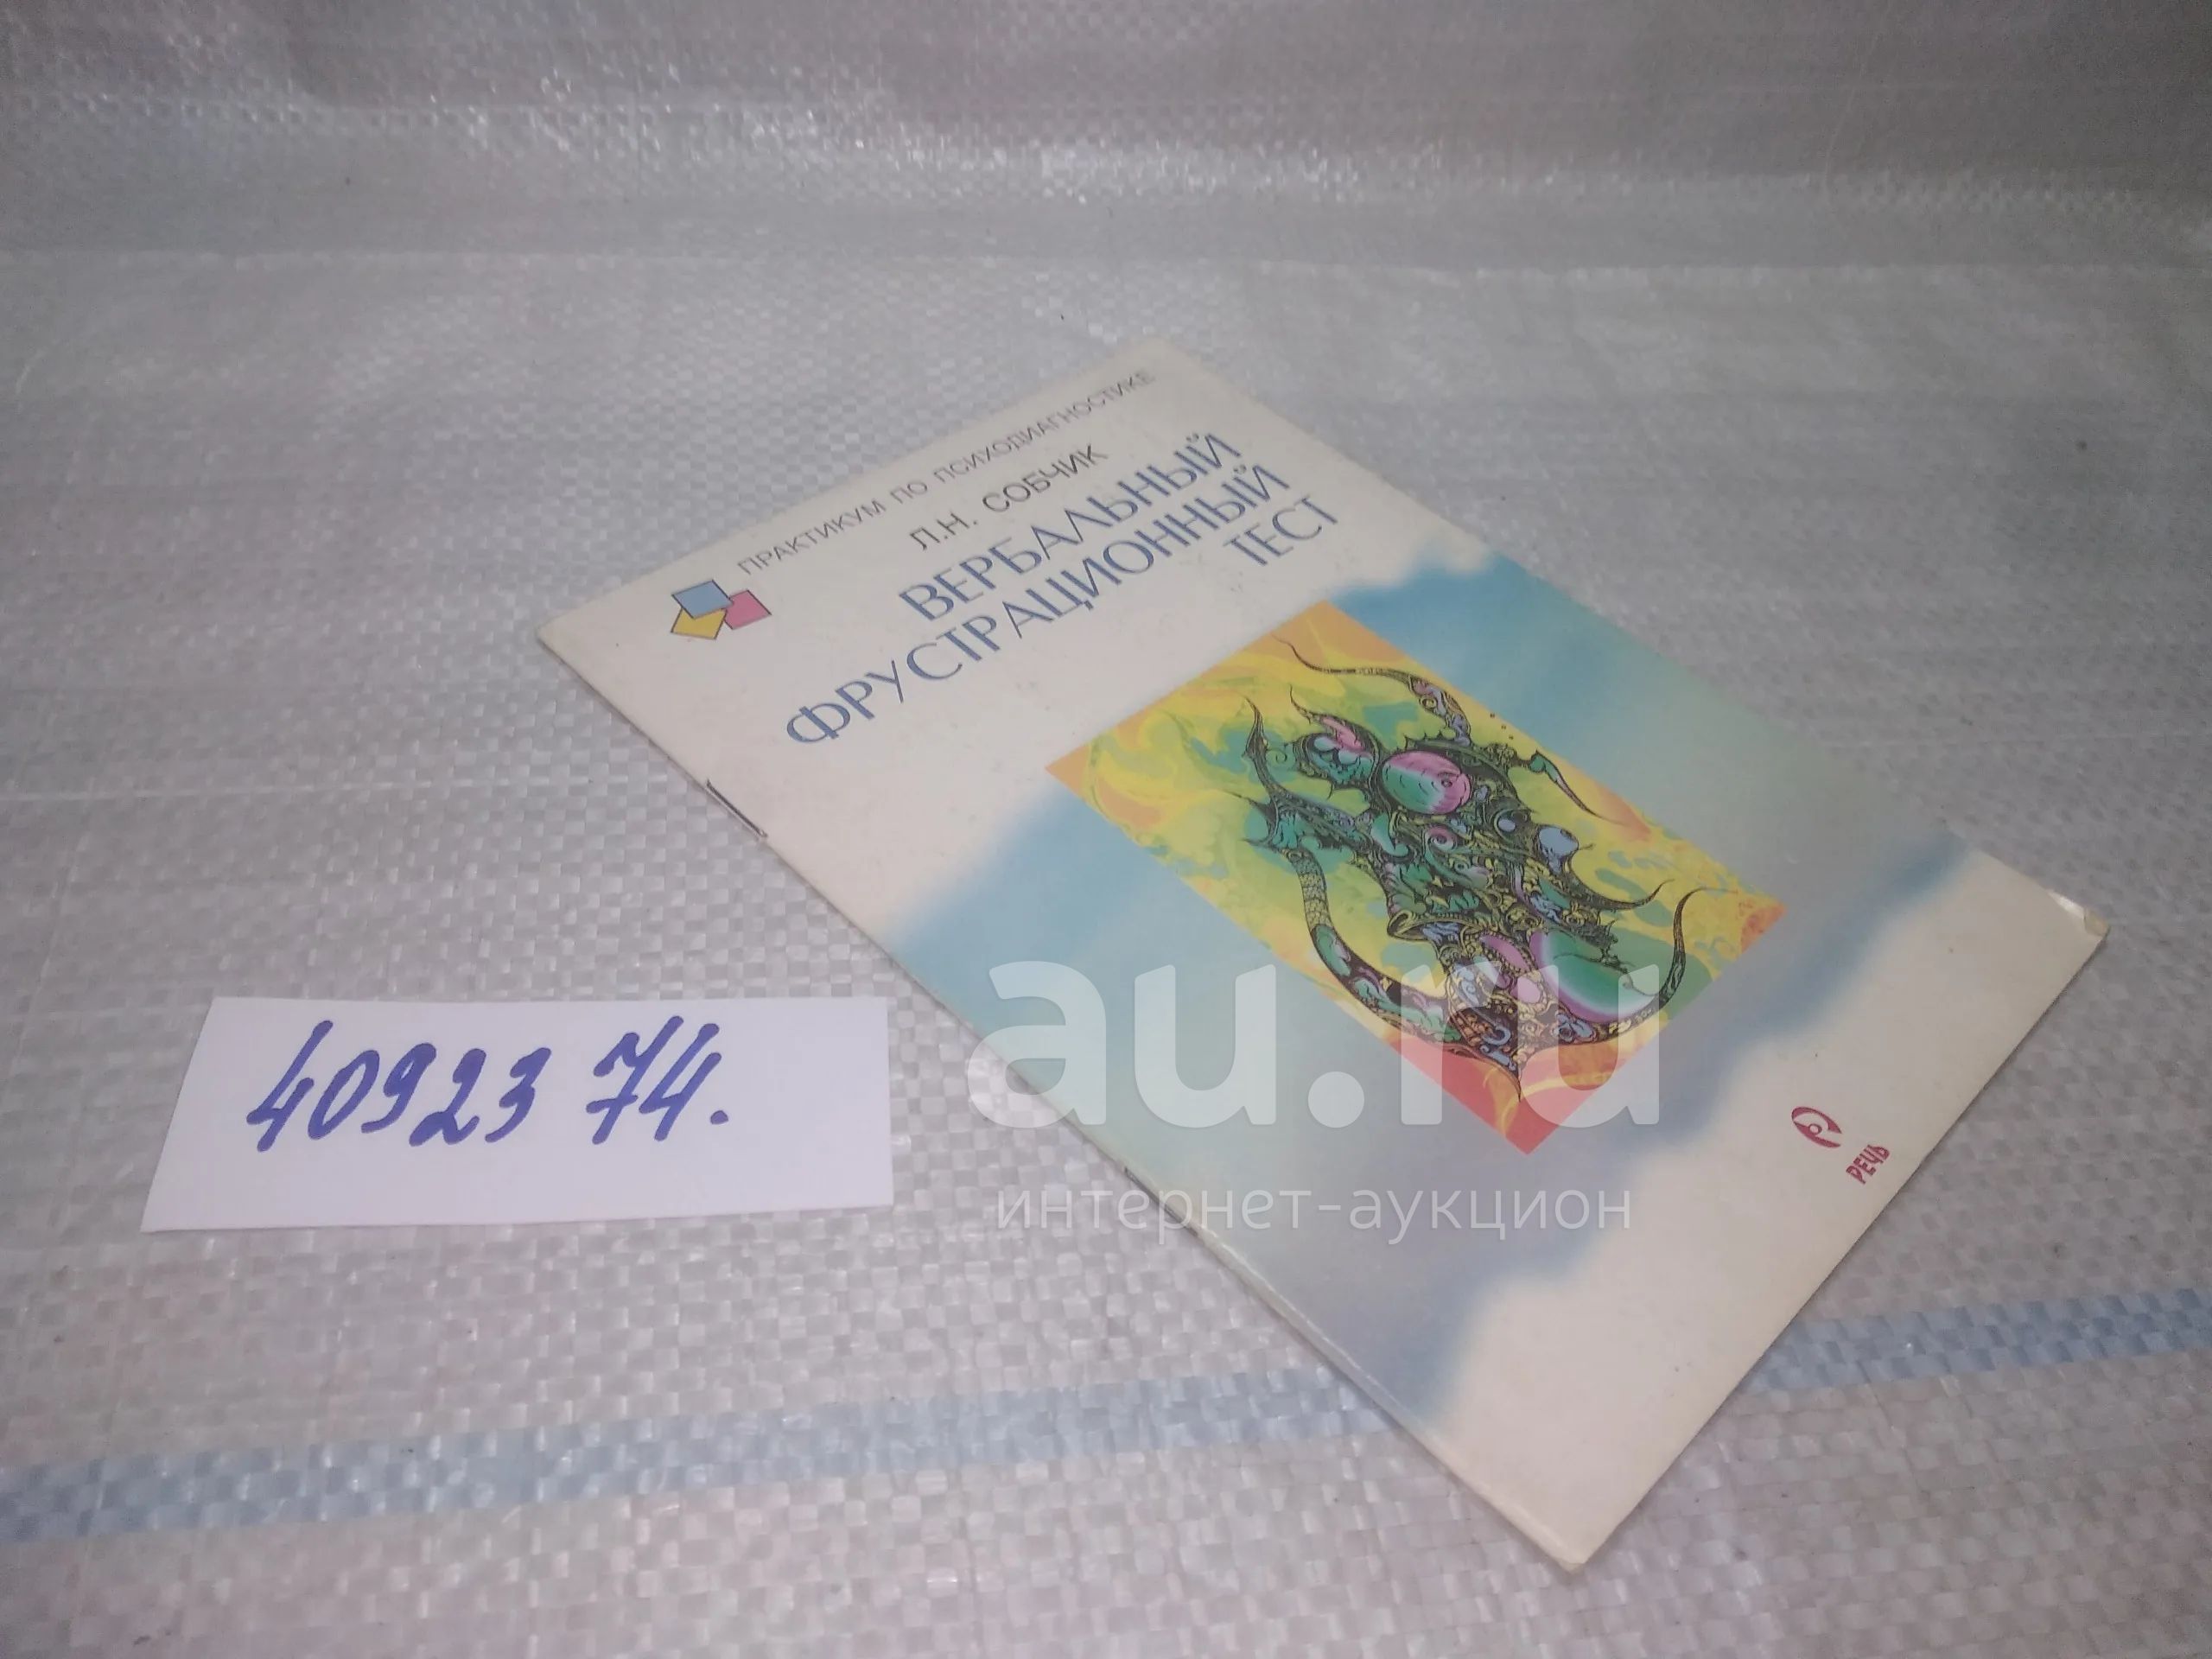 ПРАКТИКУМ ПО ПСИХОДИАГНОСТИКЕ
Л.Н. СОБЧИК
ВЕРБАЛЬНЫЙ
ФРУСТРАЦИОННЫЙ
ТЕСТ
РЕЧЬ
40923 74.
au.ru
интернет-аукцион